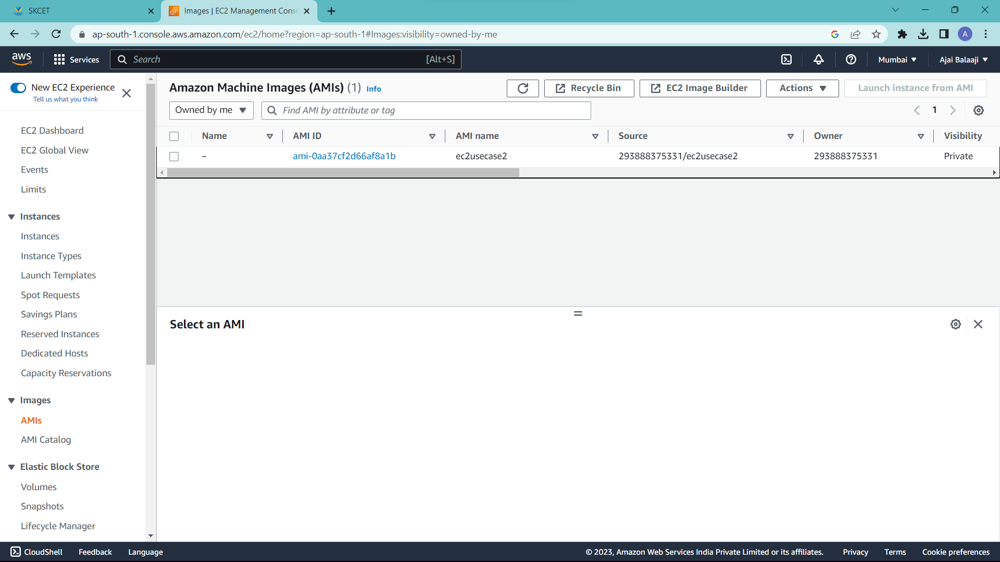 SKCET
Images | EC2 Management Cons
ap-south-1.console.aws.amazon.com/ec2/home?region=ap-south-1#Images:visibility=owned-by-me
A
aws
Services
Search
[Alt+S]
Mumbai
Ajai Balaaji
New EC2 Experience
Tell us what you think
EC2 Dashboard
EC2 Global View
Events
Limits
Instances
Instances
Instance Types
Launch Templates
Spot Requests
Savings Plans
Reserved Instances
Dedicated Hosts
Capacity Reservations
Images
AMIs
AMI Catalog
Elastic Block Store
Volumes
Snapshots
Lifecycle Manager
Amazon Machine Images (AMIs) (1) Info
Recycle Bin
EC2 Image Builder
Actions
Launch instance from AMI
Owned by me
Find AMI by attribute or tag
1
Name AMI ID AMI name Source Owner Visibility
– ami-0aa37cf2d66af8a1b ec2usecase2 293888375331/ec2usecase2 293888375331 Private
Select an AMI
CloudShell Feedback Language
© 2023, Amazon Web Services India Private Limited or its affiliates. Privacy Terms Cookie preferences